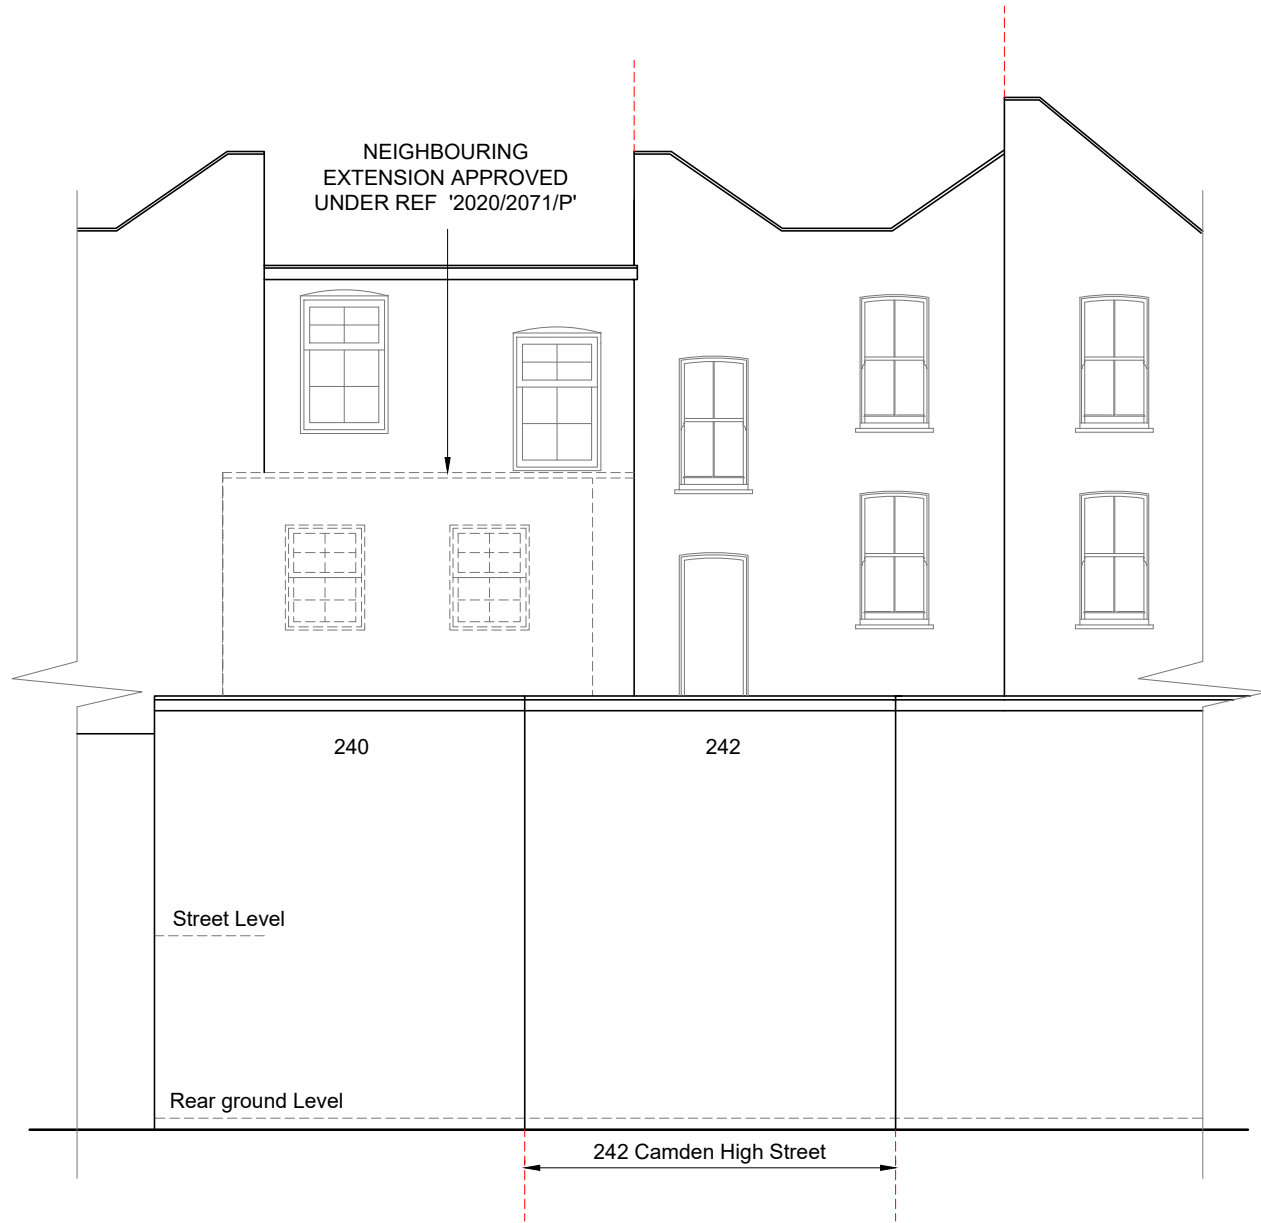 NEIGHBOURING
EXTENSION APPROVED
UNDER REF '2020/2071/P'
240
242
Street Level
Rear ground Level
242 Camden High Street